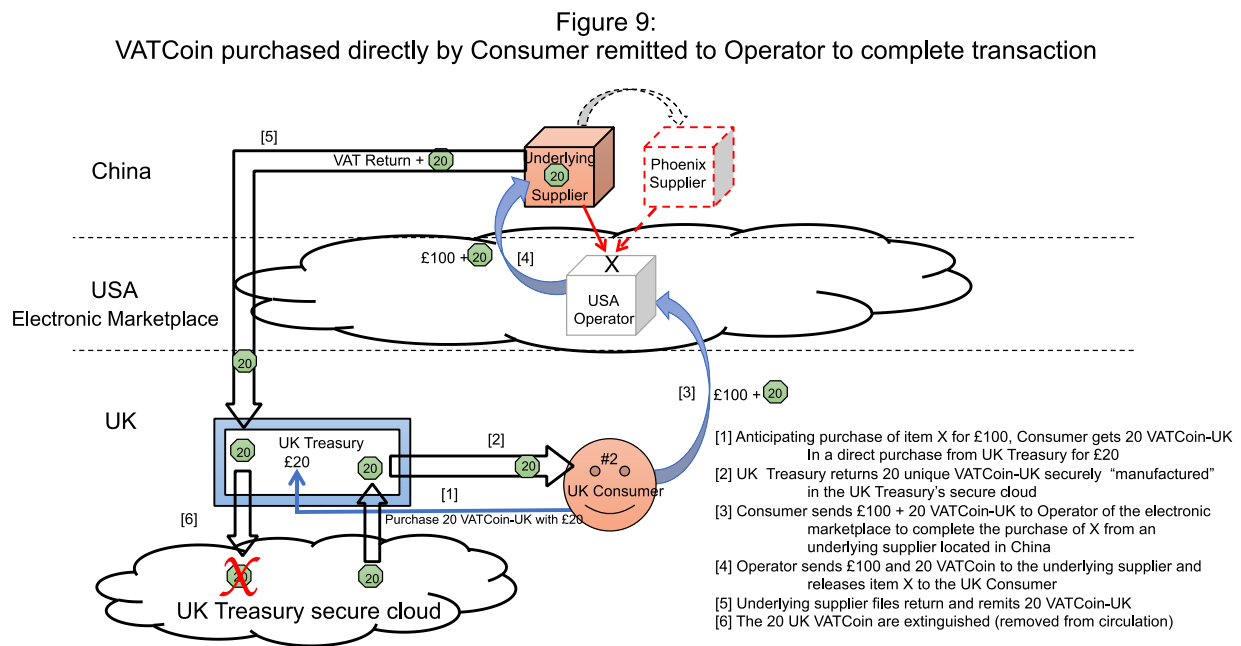 Figure 9:
VATCoin purchased directly by Consumer remitted to Operator to complete transaction
[5]
VAT Return + 20
China
Underlying
20
Supplier
Phoenix
Supplier
£100 + 20
[4]
X
USA
Electronic Marketplace
USA
Operator
20
[3]
£100 + 20
UK
UK Treasury
£20
20
20
[2]
20
#2
UK Consumer
[1]
Purchase 20 VATCoin-UK with £20
[6]
20
X
20
UK Treasury secure cloud
[1] Anticipating purchase of item X for £100, Consumer gets 20 VATCoin-UK
In a direct purchase from UK Treasury for £20
[2] UK Treasury returns 20 unique VATCoin-UK securely “manufactured”
in the UK Treasury’s secure cloud
[3] Consumer sends £100 + 20 VATCoin-UK to Operator of the electronic
marketplace to complete the purchase of X from an
underlying supplier located in China
[4] Operator sends £100 and 20 VATCoin to the underlying supplier and
releases item X to the UK Consumer
[5] Underlying supplier files return and remits 20 VATCoin-UK
[6] The 20 UK VATCoin are extinguished (removed from circulation)